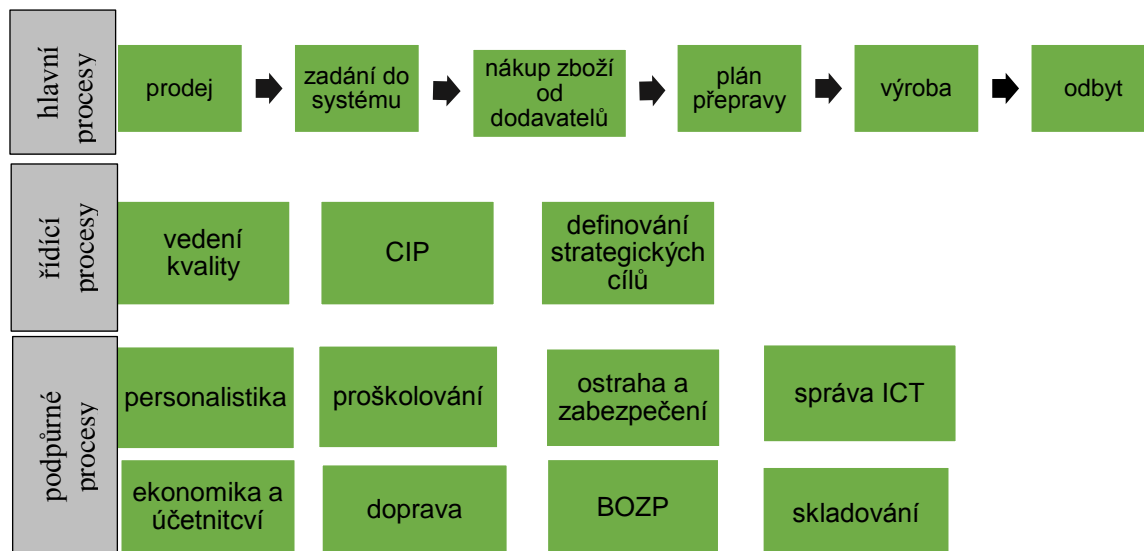 hlavní
procesy
prodej
zadání do
systému
nákup zboží
od
dodavatelů
plán
přepravy
výroba
odbyt
řídící
procesy
vedení
kvality
CIP
definování
strategických
cílů
podpůrné
procesy
personalistika
proškolování
ostraha a
zabezpečení
správa ICT
ekonomika a
účetnitcví
doprava
BOZP
skladování